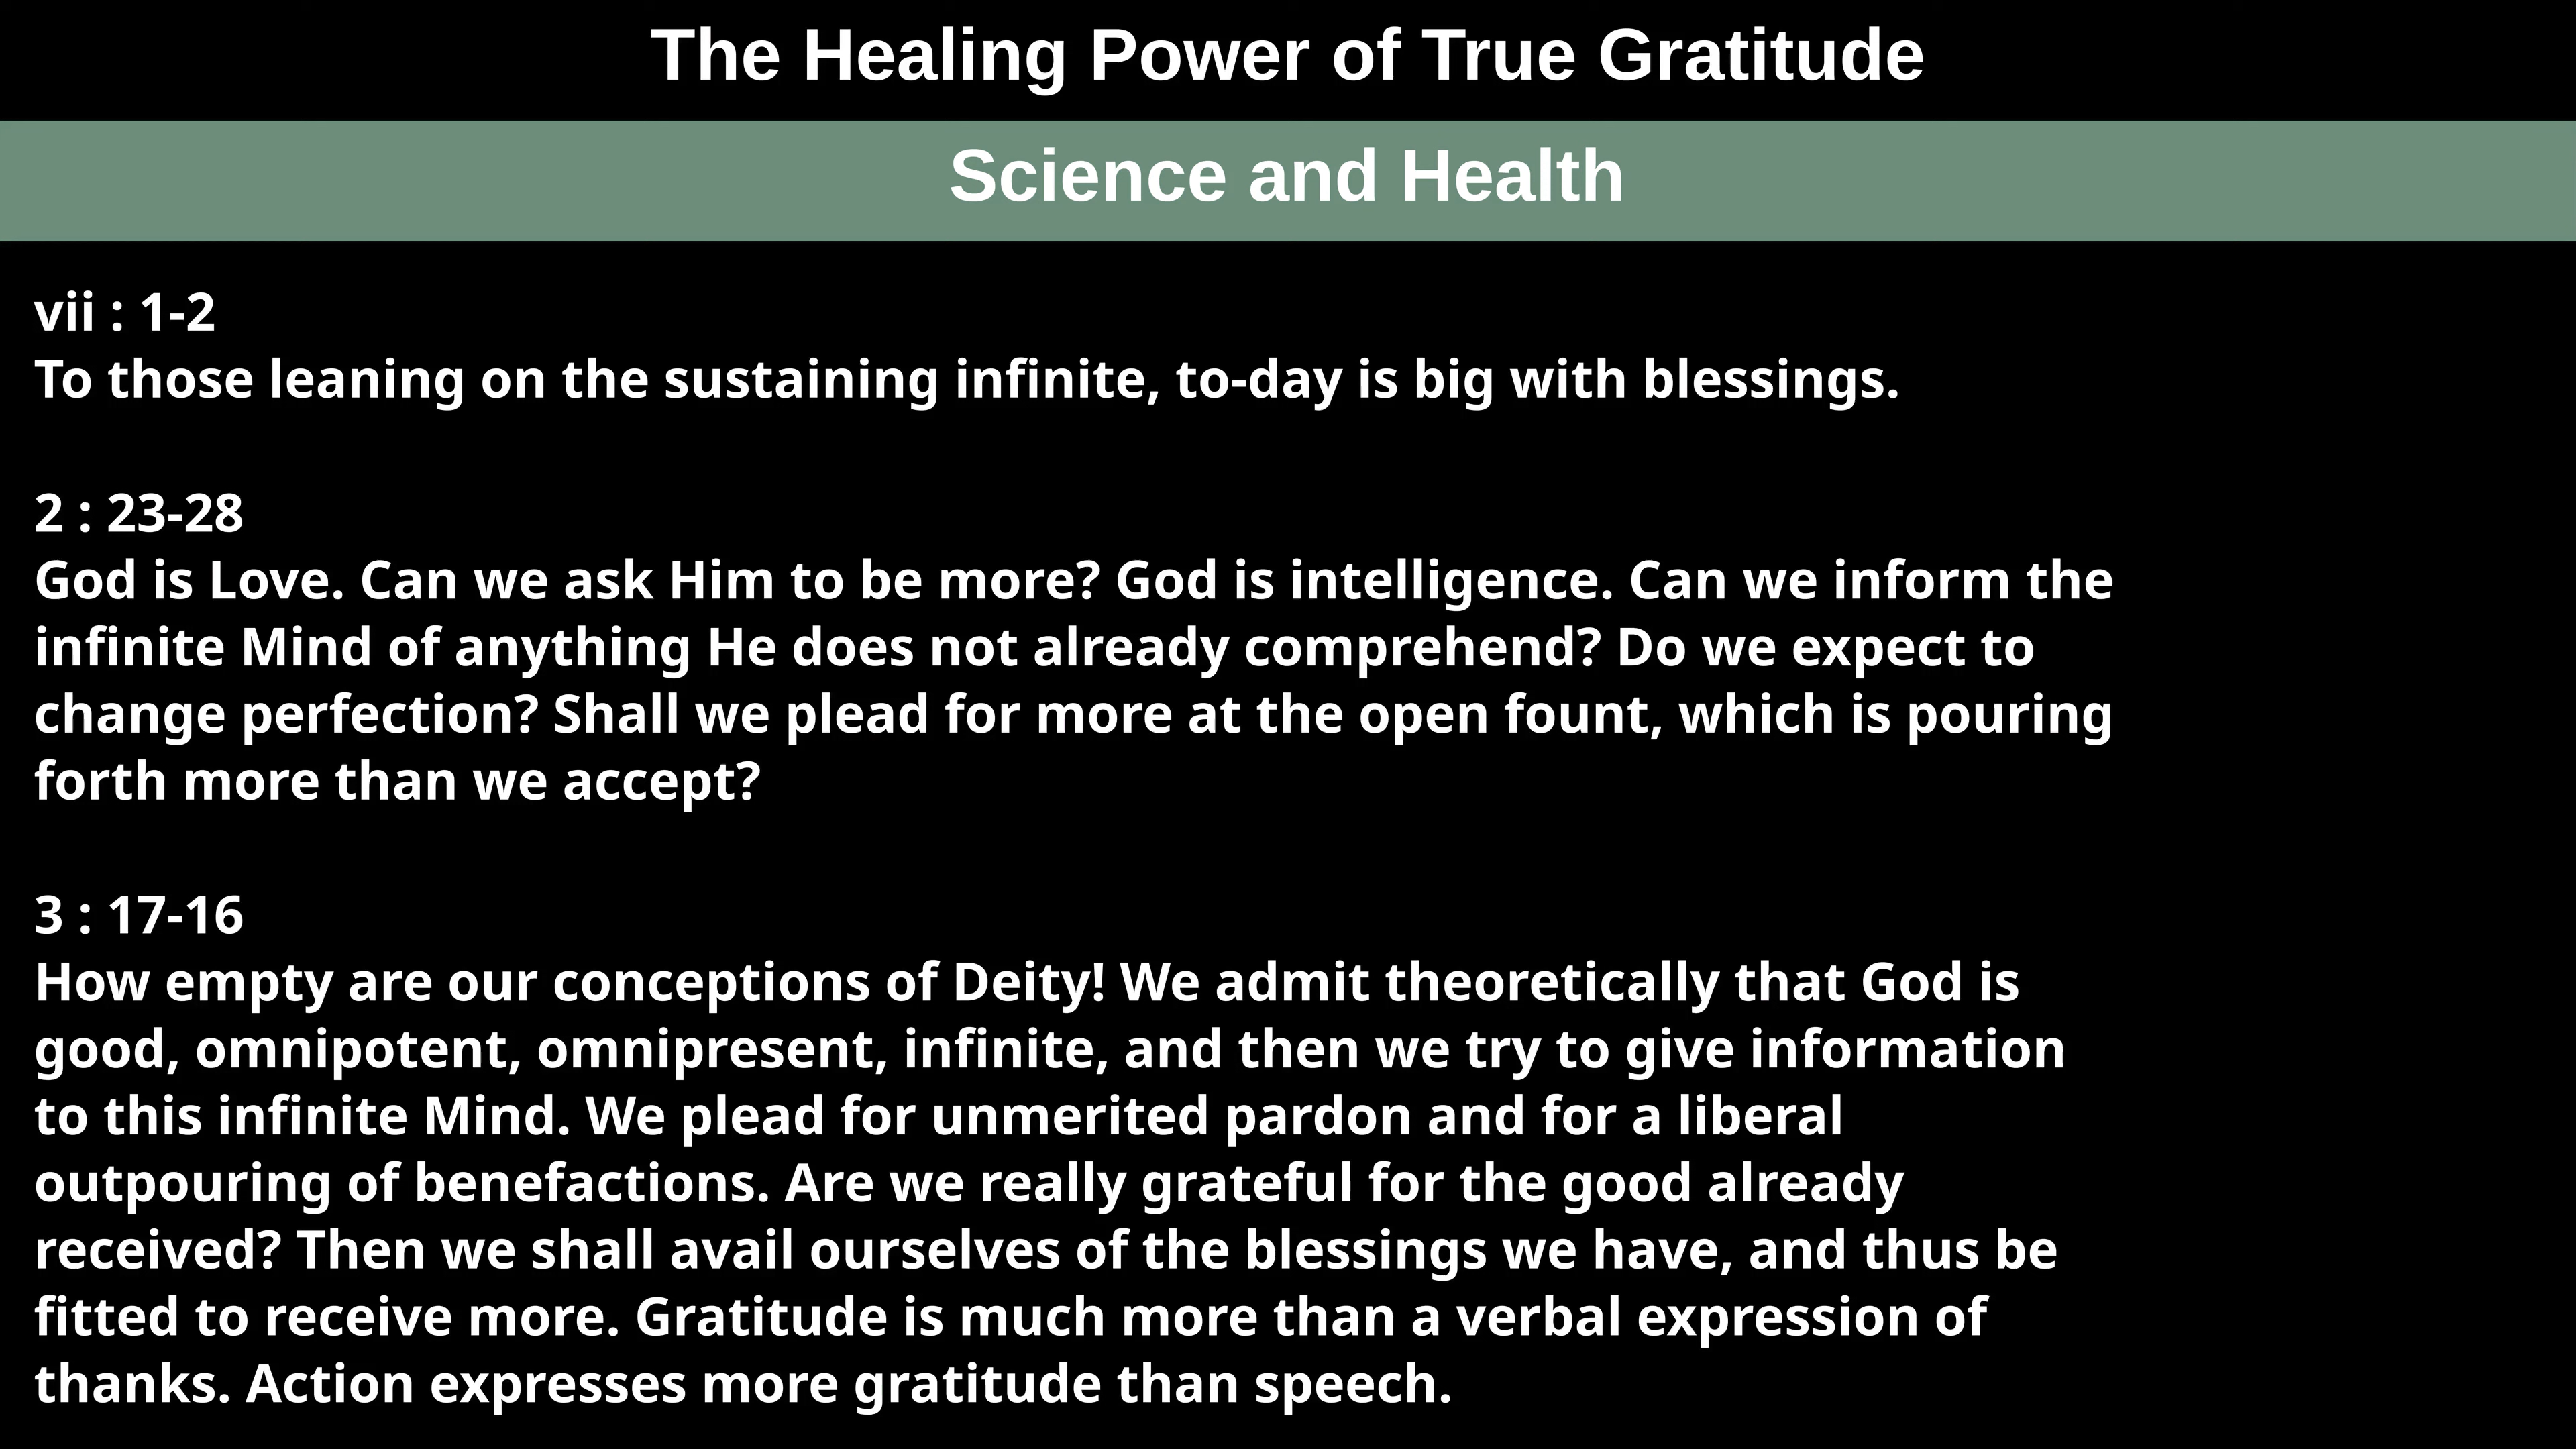 The Healing Power of True Gratitude
Science and Health
vii : 1-2
To those leaning on the sustaining infinite, to-day is big with blessings.
2 : 23-28
God is Love. Can we ask Him to be more? God is intelligence. Can we inform the
infinite Mind of anything He does not already comprehend? Do we expect to
change perfection? Shall we plead for more at the open fount, which is pouring
forth more than we accept?
3 : 17-16
How empty are our conceptions of Deity! We admit theoretically that God is
good, omnipotent, omnipresent, infinite, and then we try to give information
to this infinite Mind. We plead for unmerited pardon and for a liberal
outpouring of benefactions. Are we really grateful for the good already
received? Then we shall avail ourselves of the blessings we have, and thus be
fitted to receive more. Gratitude is much more than a verbal expression of
thanks. Action expresses more gratitude than speech.